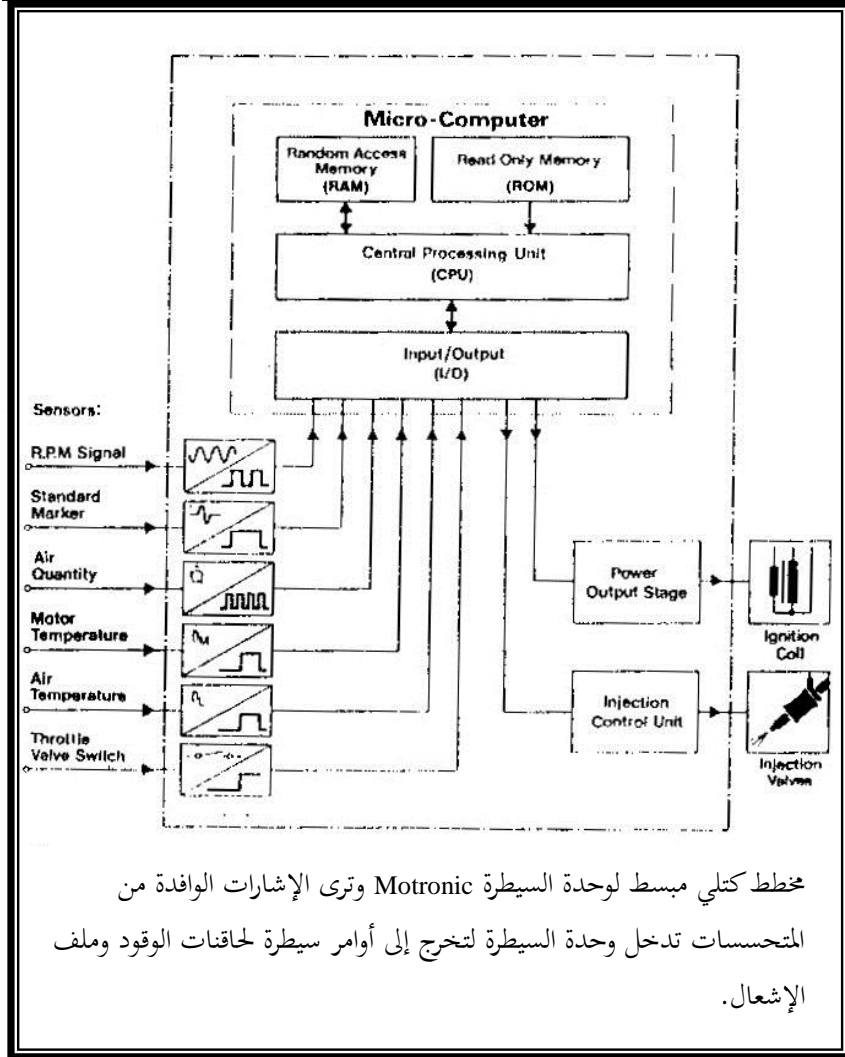 Micro-Computer
Random Access
Memory
(RAM)
Read Only Memory
(ROM)
Central Processing Unit
(CPU)
Input/Output
(I/O)
Sensors:
R.P.M Signal
Standard
Marker
Air
Quantity
Q̇
Motor
Temperature
ϑM
Air
Temperature
ϑL
Throttle
Valve Switch
Power
Output Stage
Ignition
Coil
Injection
Control Unit
Injection
Valves
مخطط كتلي مبسط لوحدة السيطرة Motronic وترى الإشارات الوافدة من
المتحسسات تدخل وحدة السيطرة لتخرج إلى أوامر سيطرة لحاقنات الوقود وملف
الإشعال.